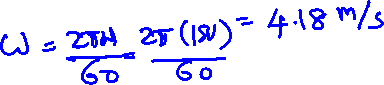 ω = 2πN/60 = 2π(150)/60 = 4.18 m/s